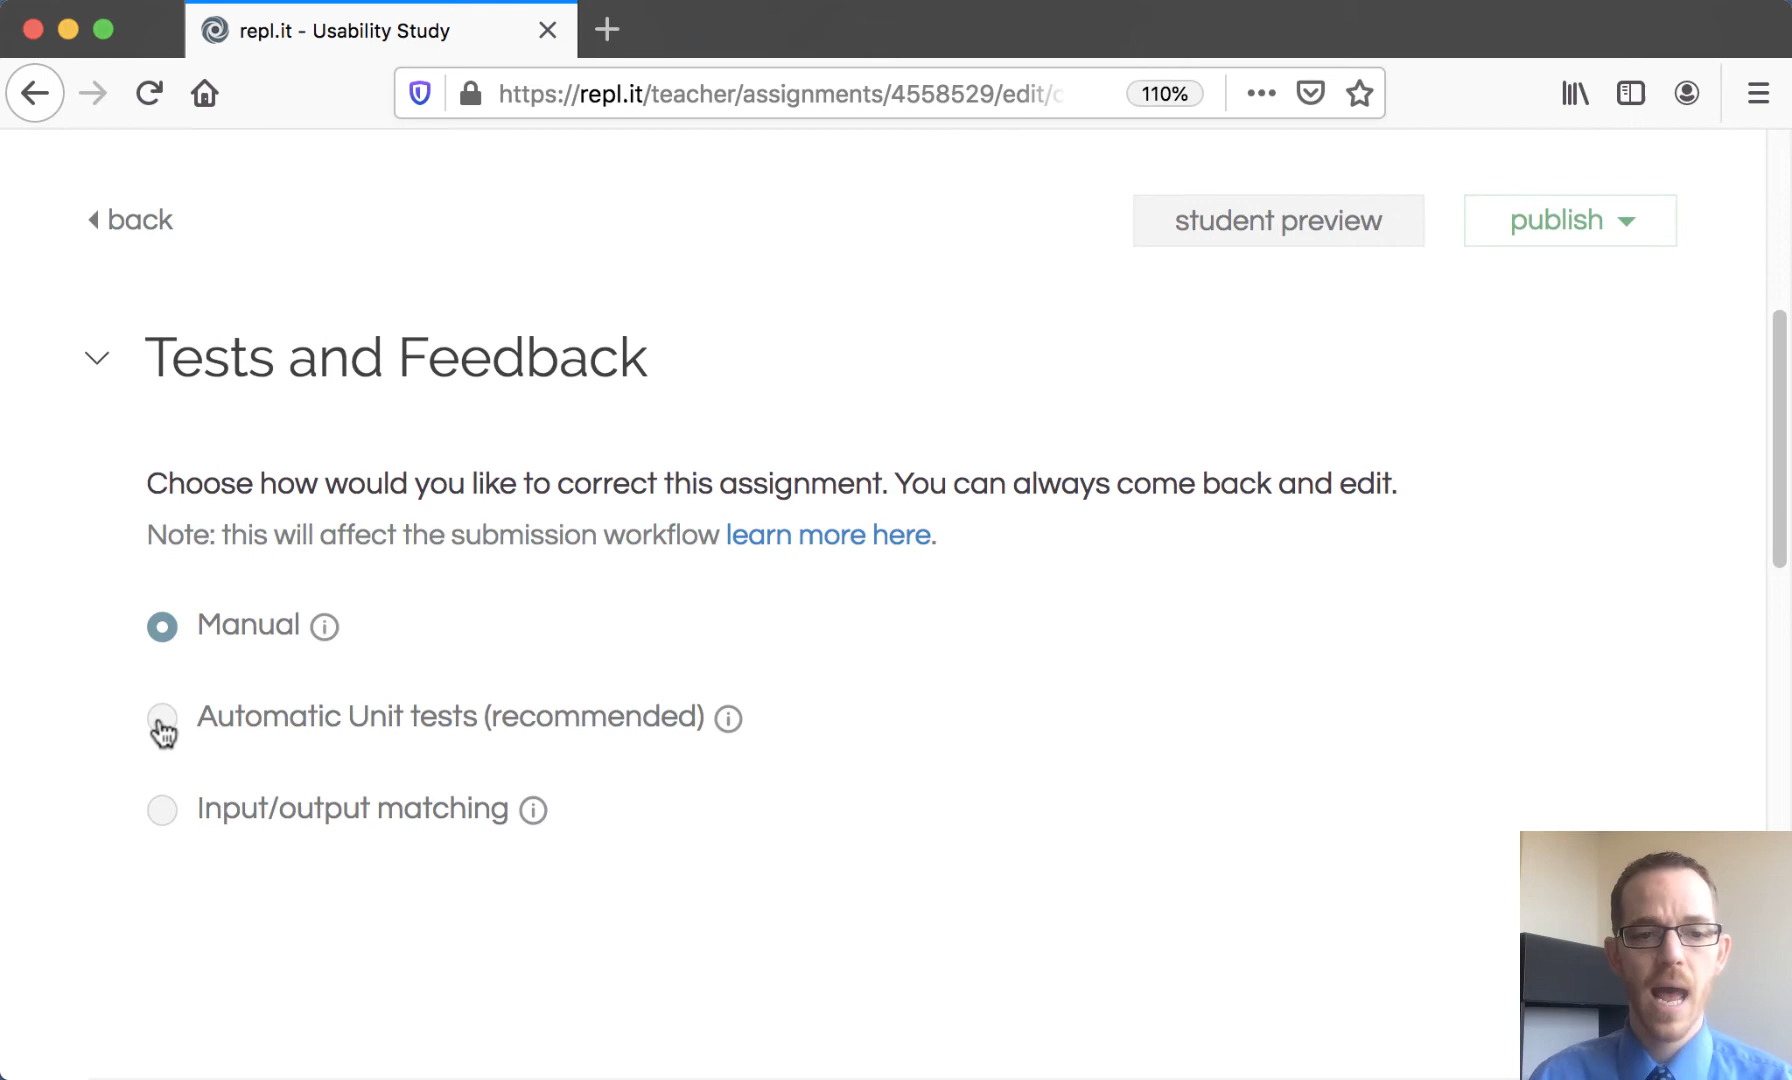 repl.it - Usability Study
https://repl.it/teacher/assignments/4558529/edit/
110%
back
student preview
publish
Tests and Feedback
Choose how would you like to correct this assignment. You can always come back and edit.
Note: this will affect the submission workflow learn more here.
Manual
Automatic Unit tests (recommended)
Input/output matching